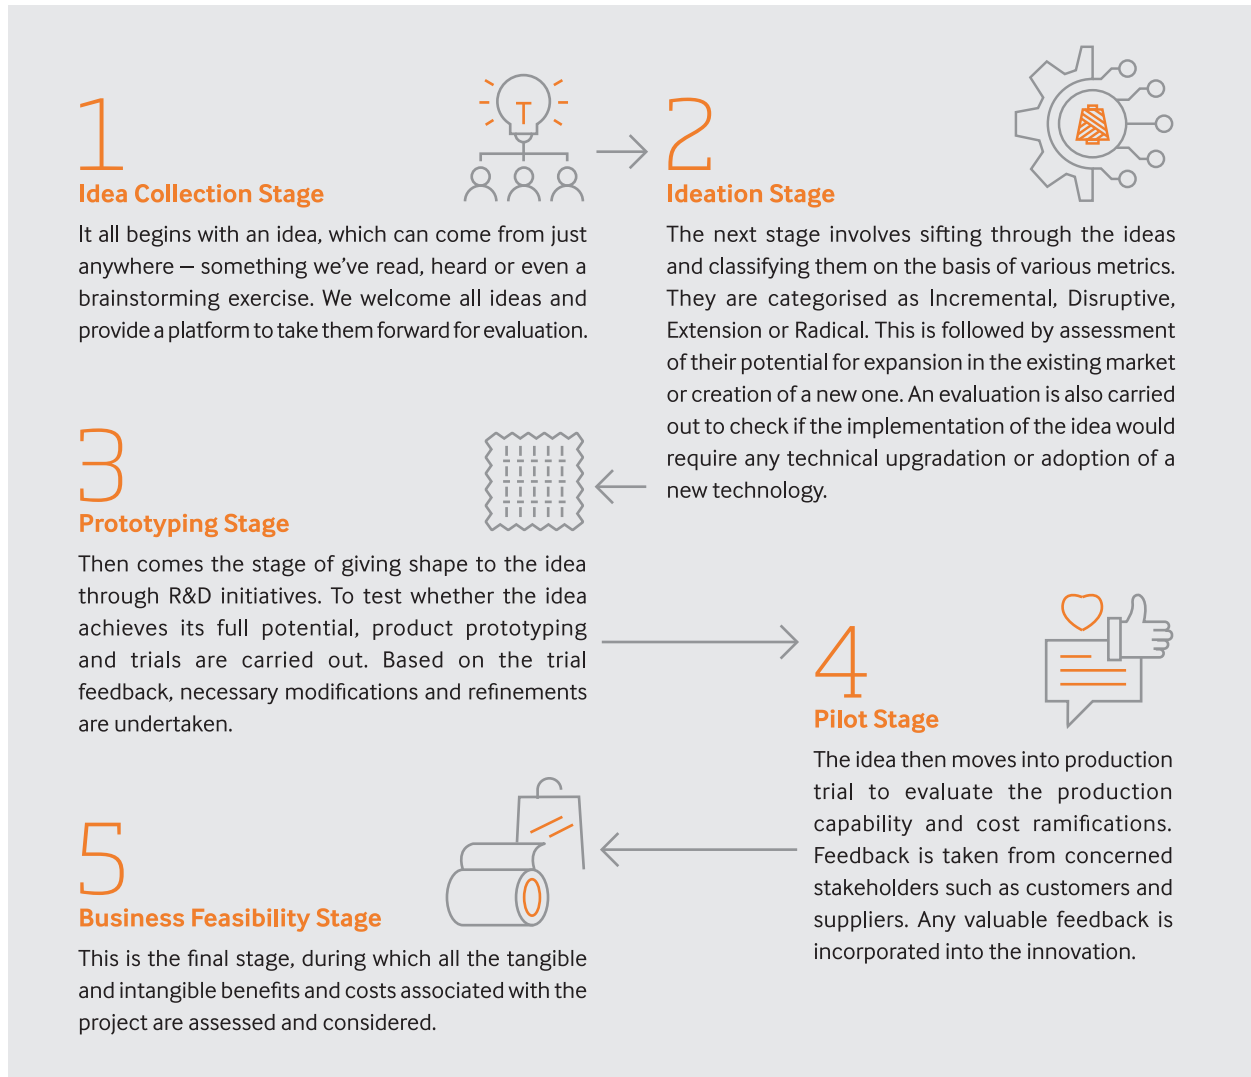 1
T
Idea Collection Stage
It all begins with an idea, which can come from just
anywhere – something we've read, heard or even a
brainstorming exercise. We welcome all ideas and
provide a platform to take them forward for evaluation.
2
Ideation Stage
The next stage involves sifting through the ideas
and classifying them on the basis of various metrics.
They are categorised as Incremental, Disruptive,
Extension or Radical. This is followed by assessment
of their potential for expansion in the existing market
or creation of a new one. An evaluation is also carried
out to check if the implementation of the idea would
require any technical upgradation or adoption of a
new technology.
3
Prototyping Stage
Then comes the stage of giving shape to the idea
through R&D initiatives. To test whether the idea
achieves its full potential, product prototyping
and trials are carried out. Based on the trial
feedback, necessary modifications and refinements
are undertaken.
4
Pilot Stage
The idea then moves into production
trial to evaluate the production
capability and cost ramifications.
Feedback is taken from concerned
stakeholders such as customers and
suppliers. Any valuable feedback is
incorporated into the innovation.
5
Business Feasibility Stage
This is the final stage, during which all the tangible
and intangible benefits and costs associated with the
project are assessed and considered.